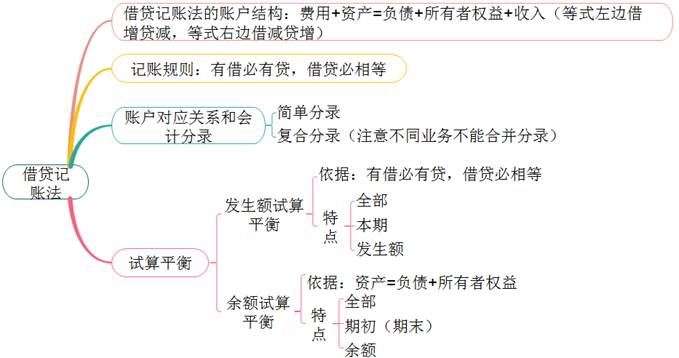 借贷记账法的账户结构：费用+资产=负债+所有者权益+收入（等式左边借
增贷减，等式右边借减贷增）
记账规则：有借必有贷，借贷必相等
账户对应关系和会
计分录
简单分录
复合分录（注意不同业务不能合并分录）
借贷记
账法
试算平衡
发生额试算
平衡
依据：有借必有贷，借贷必相等
特
点
全部
本期
发生额
余额试算
平衡
依据：资产=负债+所有者权益
特
点
全部
期初（期末）
余额